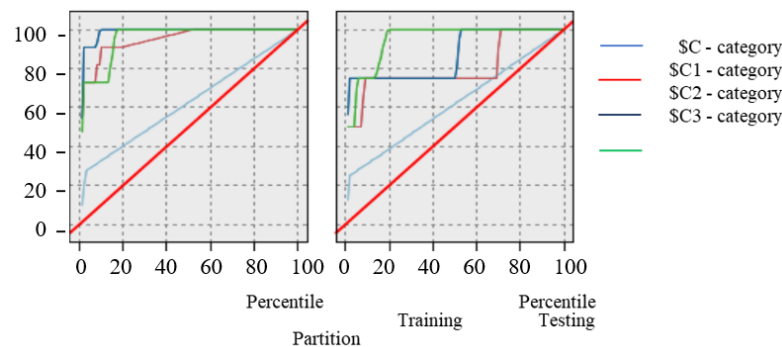 100
80
60
40
20
0
0 20 40 60 80 100
0 20 40 60 80 100
Percentile
Percentile
Training
Testing
Partition
$C - category
$C1 - category
$C2 - category
$C3 - category